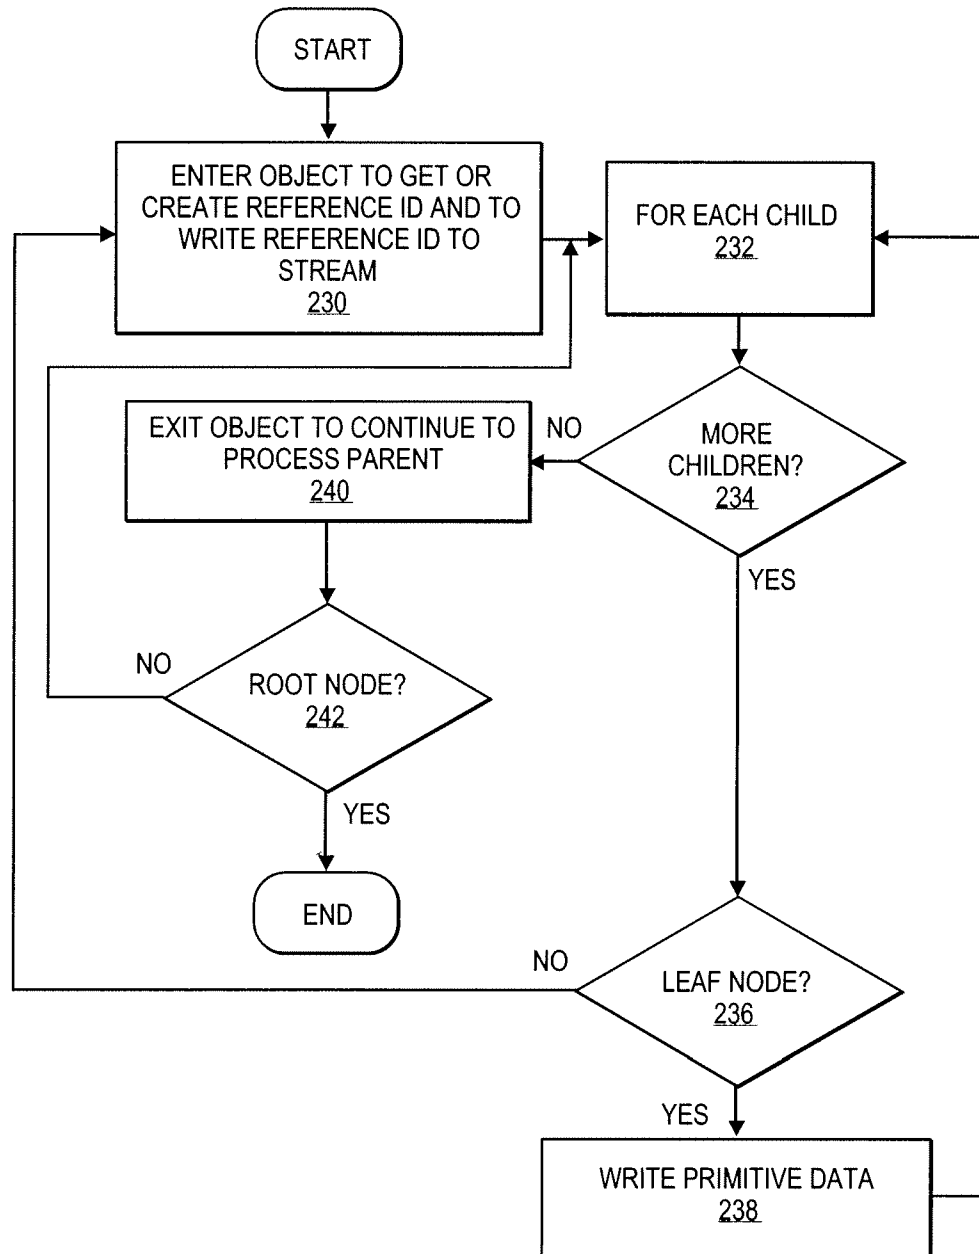 START
ENTER OBJECT TO GET OR
CREATE REFERENCE ID AND TO
WRITE REFERENCE ID TO
STREAM
230
FOR EACH CHILD
232
MORE
CHILDREN?
234
NO
YES
EXIT OBJECT TO CONTINUE TO
PROCESS PARENT
240
ROOT NODE?
242
NO
YES
END
LEAF NODE?
236
NO
YES
WRITE PRIMITIVE DATA
238